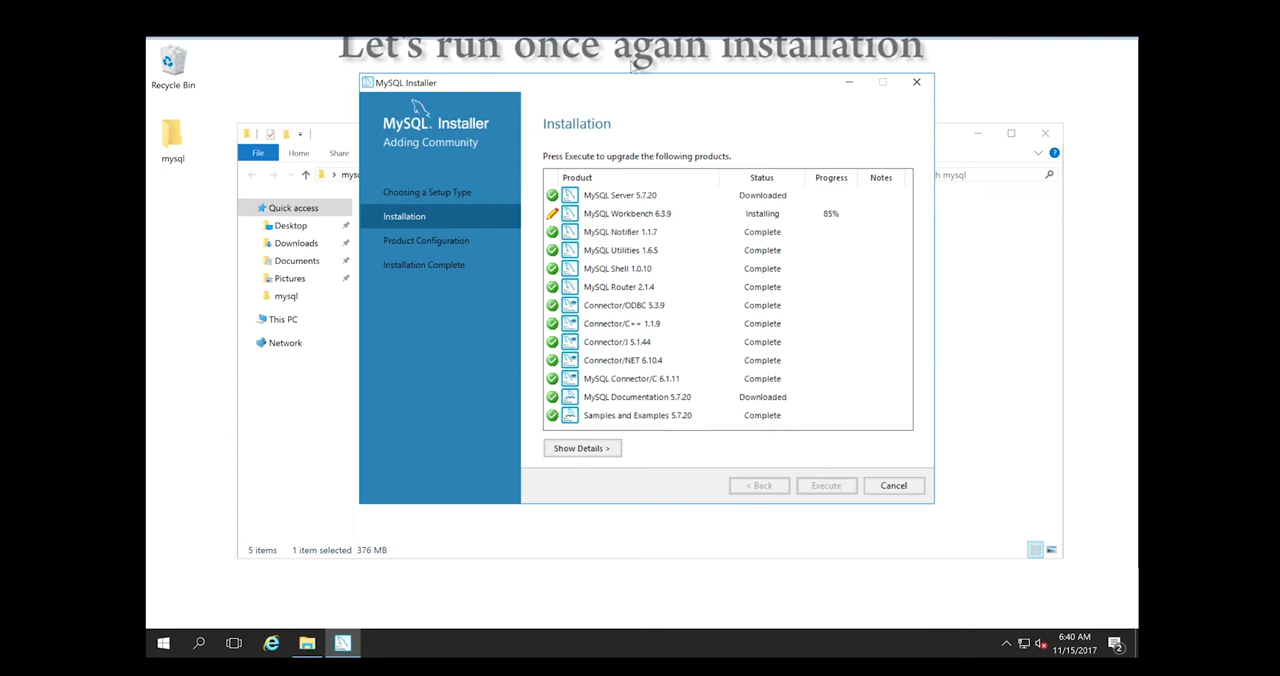 Let's run once again installation
Recycle Bin
mysql
MySQL Installer
MySQL. Installer
Adding Community
Choosing a Setup Type
Installation
Product Configuration
Installation Complete
Installation
Press Execute to upgrade the following products.
Product Status Progress Notes
MySQL Server 5.7.20 Downloaded
MySQL Workbench 6.3.9 Installing 85%
MySQL Notifier 1.1.7 Complete
MySQL Utilities 1.6.5 Complete
MySQL Shell 1.0.10 Complete
MySQL Router 2.1.4 Complete
Connector/ODBC 5.3.9 Complete
Connector/C++ 1.1.9 Complete
Connector/J 5.1.44 Complete
Connector/NET 6.10.4 Complete
MySQL Connector/C 6.1.11 Complete
MySQL Documentation 5.7.20 Downloaded
Samples and Examples 5.7.20 Complete
Show Details >
< Back Execute Cancel
File Home Share
mysq
h mysql
Quick access
Desktop
Downloads
Documents
Pictures
mysql
This PC
Network
5 items 1 item selected 376 MB
6:40 AM
11/15/2017
2